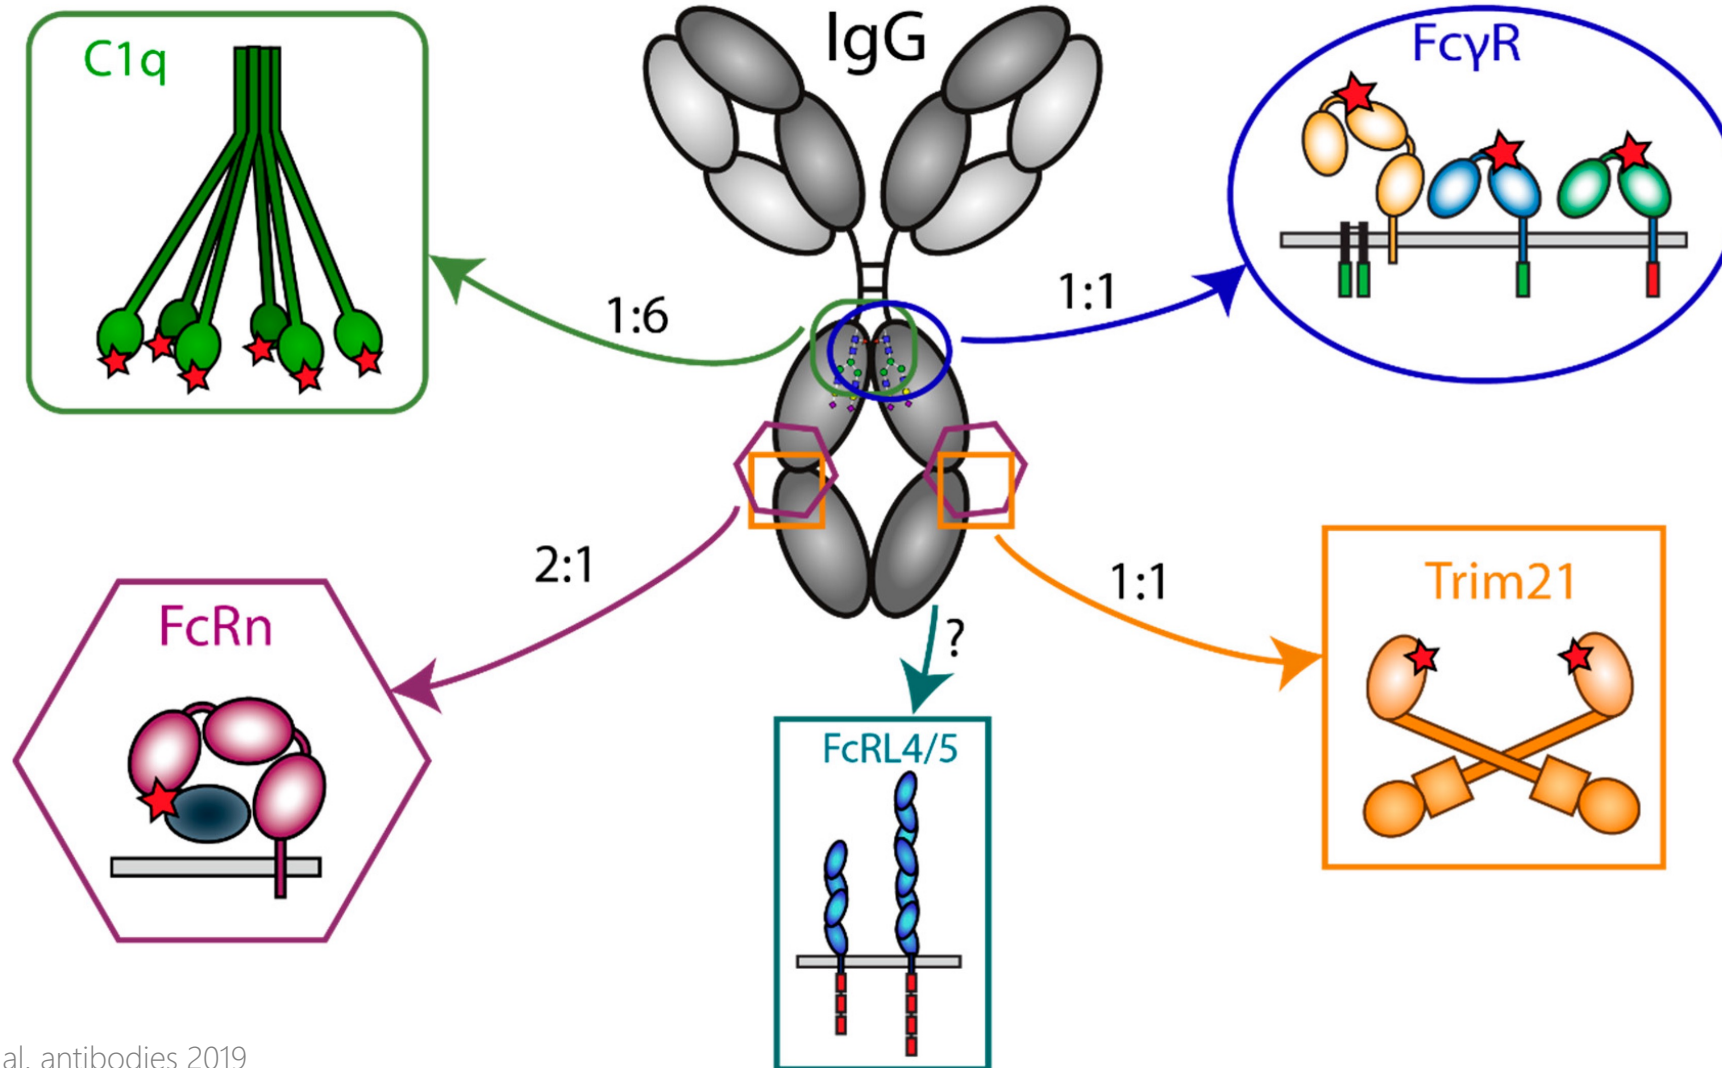 C1q
IgG
FcγR
1:6
1:1
2:1
1:1
FcRn
?
Trim21
FcRL4/5
al. antibodies 2019